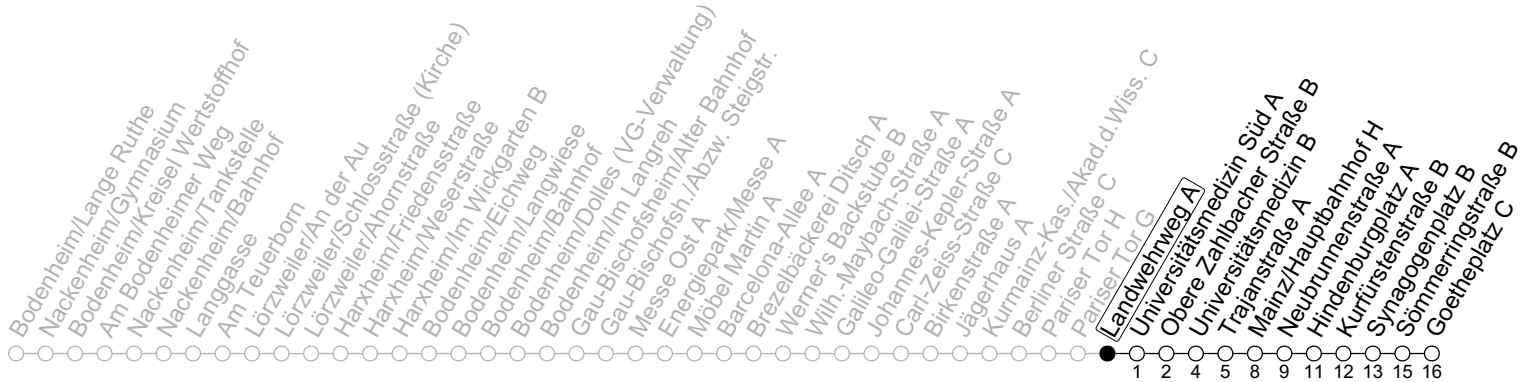 Bodenheim/Lange Ruthe
Nackenheim/Gymnasium
Bodenheim/Kreisel Wertstoffhof
Am Bodenheimer Weg
Nackenheim/Tankstelle
Nackenheim/Bahnhof
Langgasse
Am Teuerborn
Lörzweiler/An der Au
Lörzweiler/Schlossstraße (Kirche)
Lörzweiler/Ahornstraße
Harxheim/Friedensstraße
Harxheim/Weserstraße
Harxheim/Im Wickgarten B
Bodenheim/Eichweg
Bodenheim/Langwiese
Bodenheim/Bahnhof
Bodenheim/Dolles (VG-Verwaltung)
Bodenheim/Im Langreh
Gau-Bischofsheim/Alter Bahnhof
Gau-Bischofsh./Abzw. Steigstr.
Messe Ost A
Energiepark/Messe A
Möbel Martin A
Barcelona-Allee A
Brezelbäckerei Ditsch A
Werner's Backstube B
Wilh.-Maybach-Straße A
Galileo-Galilei-Straße A
Johannes-Kepler-Straße A
Carl-Zeiss-Straße C
Birkenstraße A
Jägerhaus A
Kurmainz-Kas./Akad.d.Wiss. C
Berliner Straße C
Pariser Tor H
Pariser Tor G
Landwehrweg A
Universitätsmedizin Süd A
Obere Zahlbacher Straße B
Universitätsmedizin B
Trajanstraße A
Mainz/Hauptbahnhof H
Neubrunnenstraße A
Hindenburgplatz A
Kurfürstenstraße B
Synagogenplatz B
Sömmerringstraße B
Goetheplatz C
1 2 4 5 8 9 11 12 13 15 16